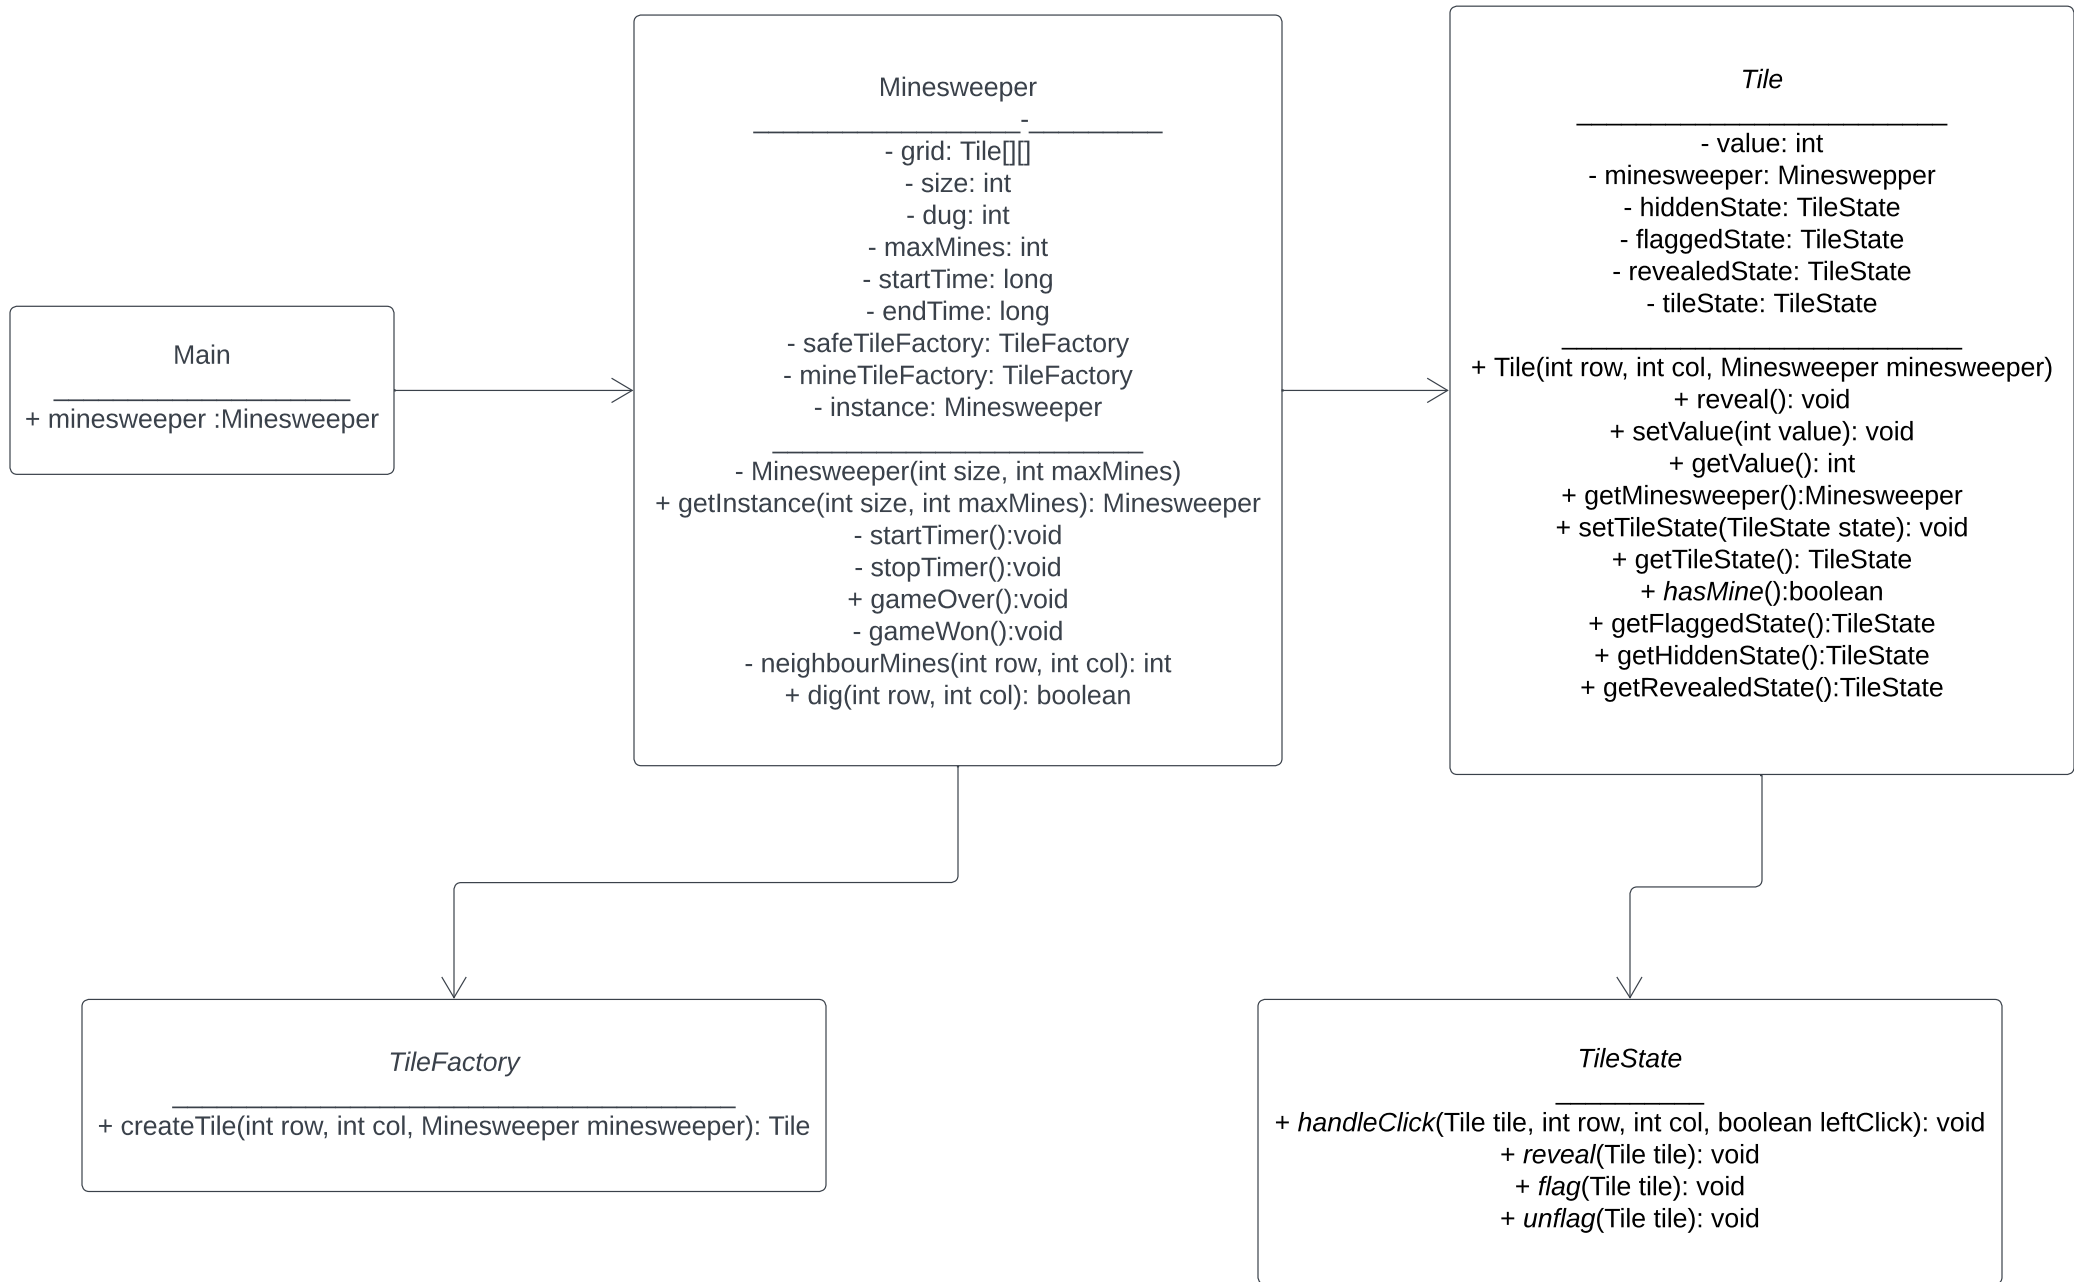 Main
+ minesweeper :Minesweeper
Minesweeper
-
- grid: Tile[][]
- size: int
- dug: int
- maxMines: int
- startTime: long
- endTime: long
- safeTileFactory: TileFactory
- mineTileFactory: TileFactory
- instance: Minesweeper
- Minesweeper(int size, int maxMines)
+ getInstance(int size, int maxMines): Minesweeper
- startTimer():void
- stopTimer():void
+ gameOver():void
- gameWon():void
- neighbourMines(int row, int col): int
+ dig(int row, int col): boolean
Tile
- value: int
- minesweeper: Mineswepper
- hiddenState: TileState
- flaggedState: TileState
- revealedState: TileState
- tileState: TileState
+ Tile(int row, int col, Minesweeper minesweeper)
+ reveal(): void
+ setValue(int value): void
+ getValue(): int
+ getMinesweeper():Minesweeper
+ setTileState(TileState state): void
+ getTileState(): TileState
+ hasMine():boolean
+ getFlaggedState():TileState
+ getHiddenState():TileState
+ getRevealedState():TileState
TileFactory
+ createTile(int row, int col, Minesweeper minesweeper): Tile
TileState
+ handleClick(Tile tile, int row, int col, boolean leftClick): void
+ reveal(Tile tile): void
+ flag(Tile tile): void
+ unflag(Tile tile): void